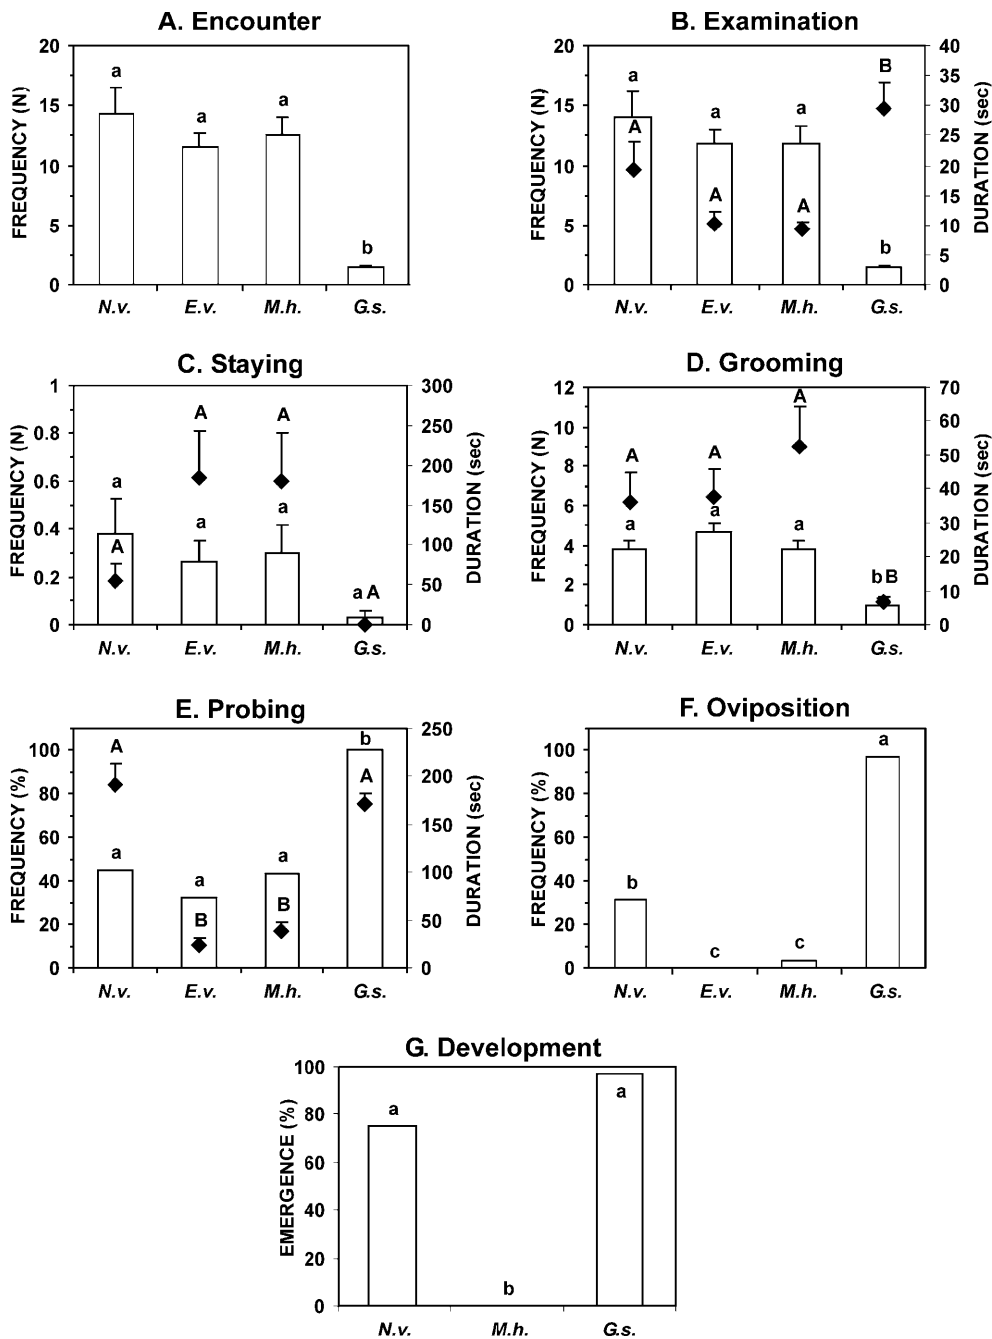 A. Encounter
FREQUENCY (N)
20
15
10
5
0
a
a
a
b
N.v. E.v. M.h. G.s.
B. Examination
FREQUENCY (N)
20
15
10
5
0
a
A
a
A
a
A
B
b
40
35
30
25
20
15
10
5
0
DURATION (sec)
N.v. E.v. M.h. G.s.
C. Staying
FREQUENCY (N)
1
0.8
0.6
0.4
0.2
0
a
A
A
a
A
a
a A
300
250
200
150
100
50
0
DURATION (sec)
N.v. E.v. M.h. G.s.
D. Grooming
FREQUENCY (N)
12
10
8
6
4
2
0
A
a
A
a
A
a
b B
70
60
50
40
30
20
10
0
DURATION (sec)
N.v. E.v. M.h. G.s.
E. Probing
FREQUENCY (%)
100
80
60
40
20
0
A
a
a
B
a
B
b
A
250
200
150
100
50
0
DURATION (sec)
N.v. E.v. M.h. G.s.
F. Oviposition
FREQUENCY (%)
100
80
60
40
20
0
b
c
c
a
N.v. E.v. M.h. G.s.
G. Development
EMERGENCE (%)
100
80
60
40
20
0
a
b
a
N.v. M.h. G.s.